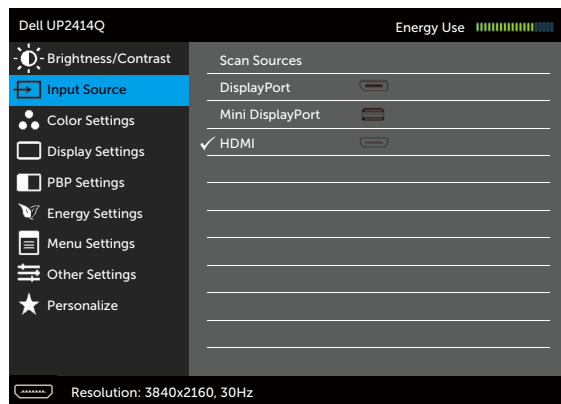 Dell UP2414Q
Energy Use
Brightness/Contrast
Input Source
Color Settings
Display Settings
PBP Settings
Energy Settings
Menu Settings
Other Settings
Personalize
Scan Sources
DisplayPort
Mini DisplayPort
HDMI
Resolution: 3840x2160, 30Hz